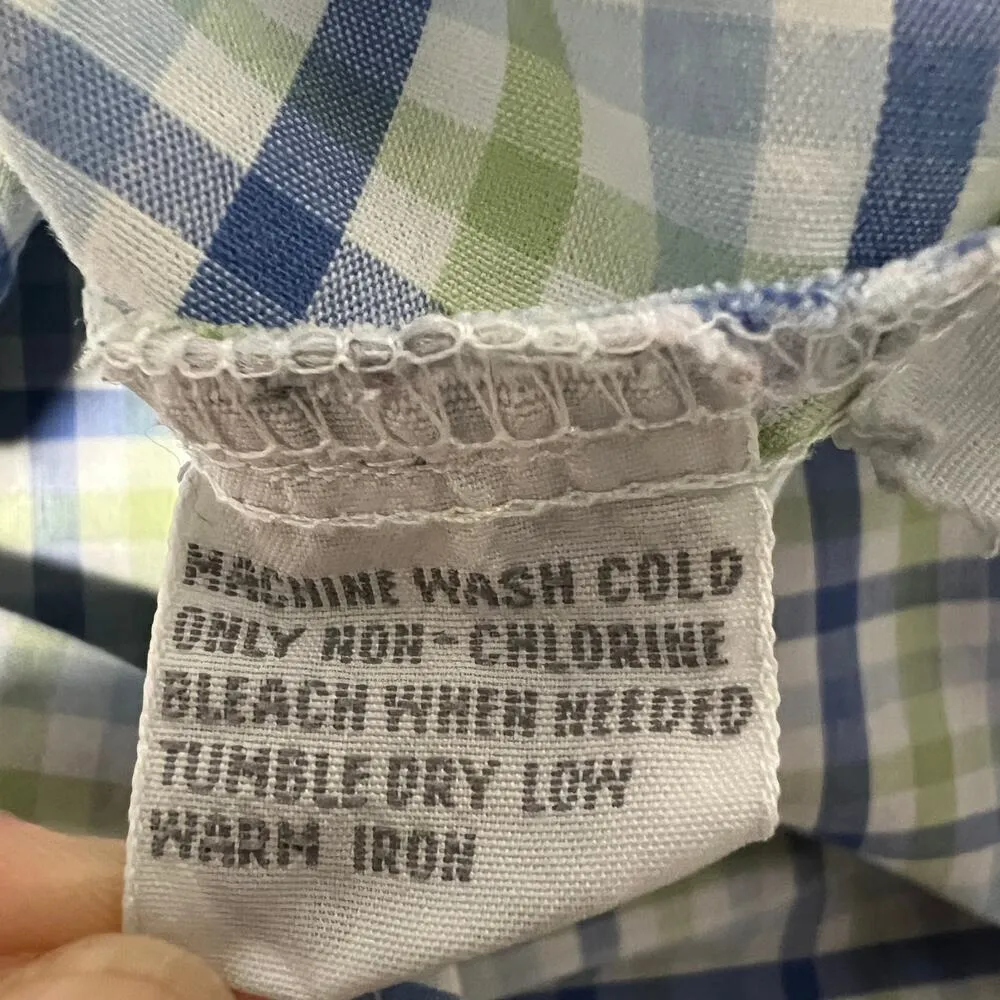 MACHINE WASH COLD
ONLY NON-CHLORINE
BLEACH WHEN NEEDED
TUMBLE DRY LOW
WARM IRON